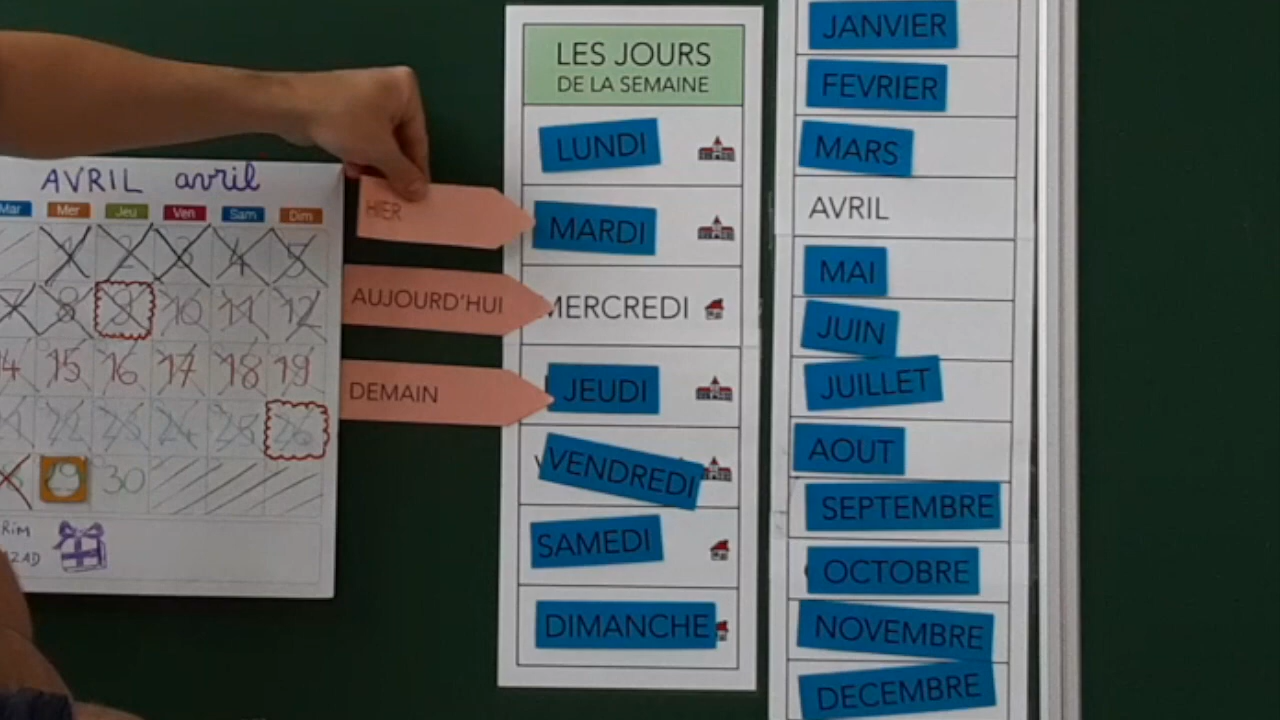 AVRIL avril
Mar Mer Jeu Ven Sam Dim
1 2 3 4 5
7 8 9 10 11 12
14 15 16 17 18 19
22 23 24 25 26
29 30
HIER
AUJOURD'HUI
DEMAIN
LES JOURS
DE LA SEMAINE
LUNDI
MARDI
MERCREDI
JEUDI
VENDREDI
SAMEDI
DIMANCHE
JANVIER
FEVRIER
MARS
AVRIL
MAI
JUIN
JUILLET
AOUT
SEPTEMBRE
OCTOBRE
NOVEMBRE
DECEMBRE